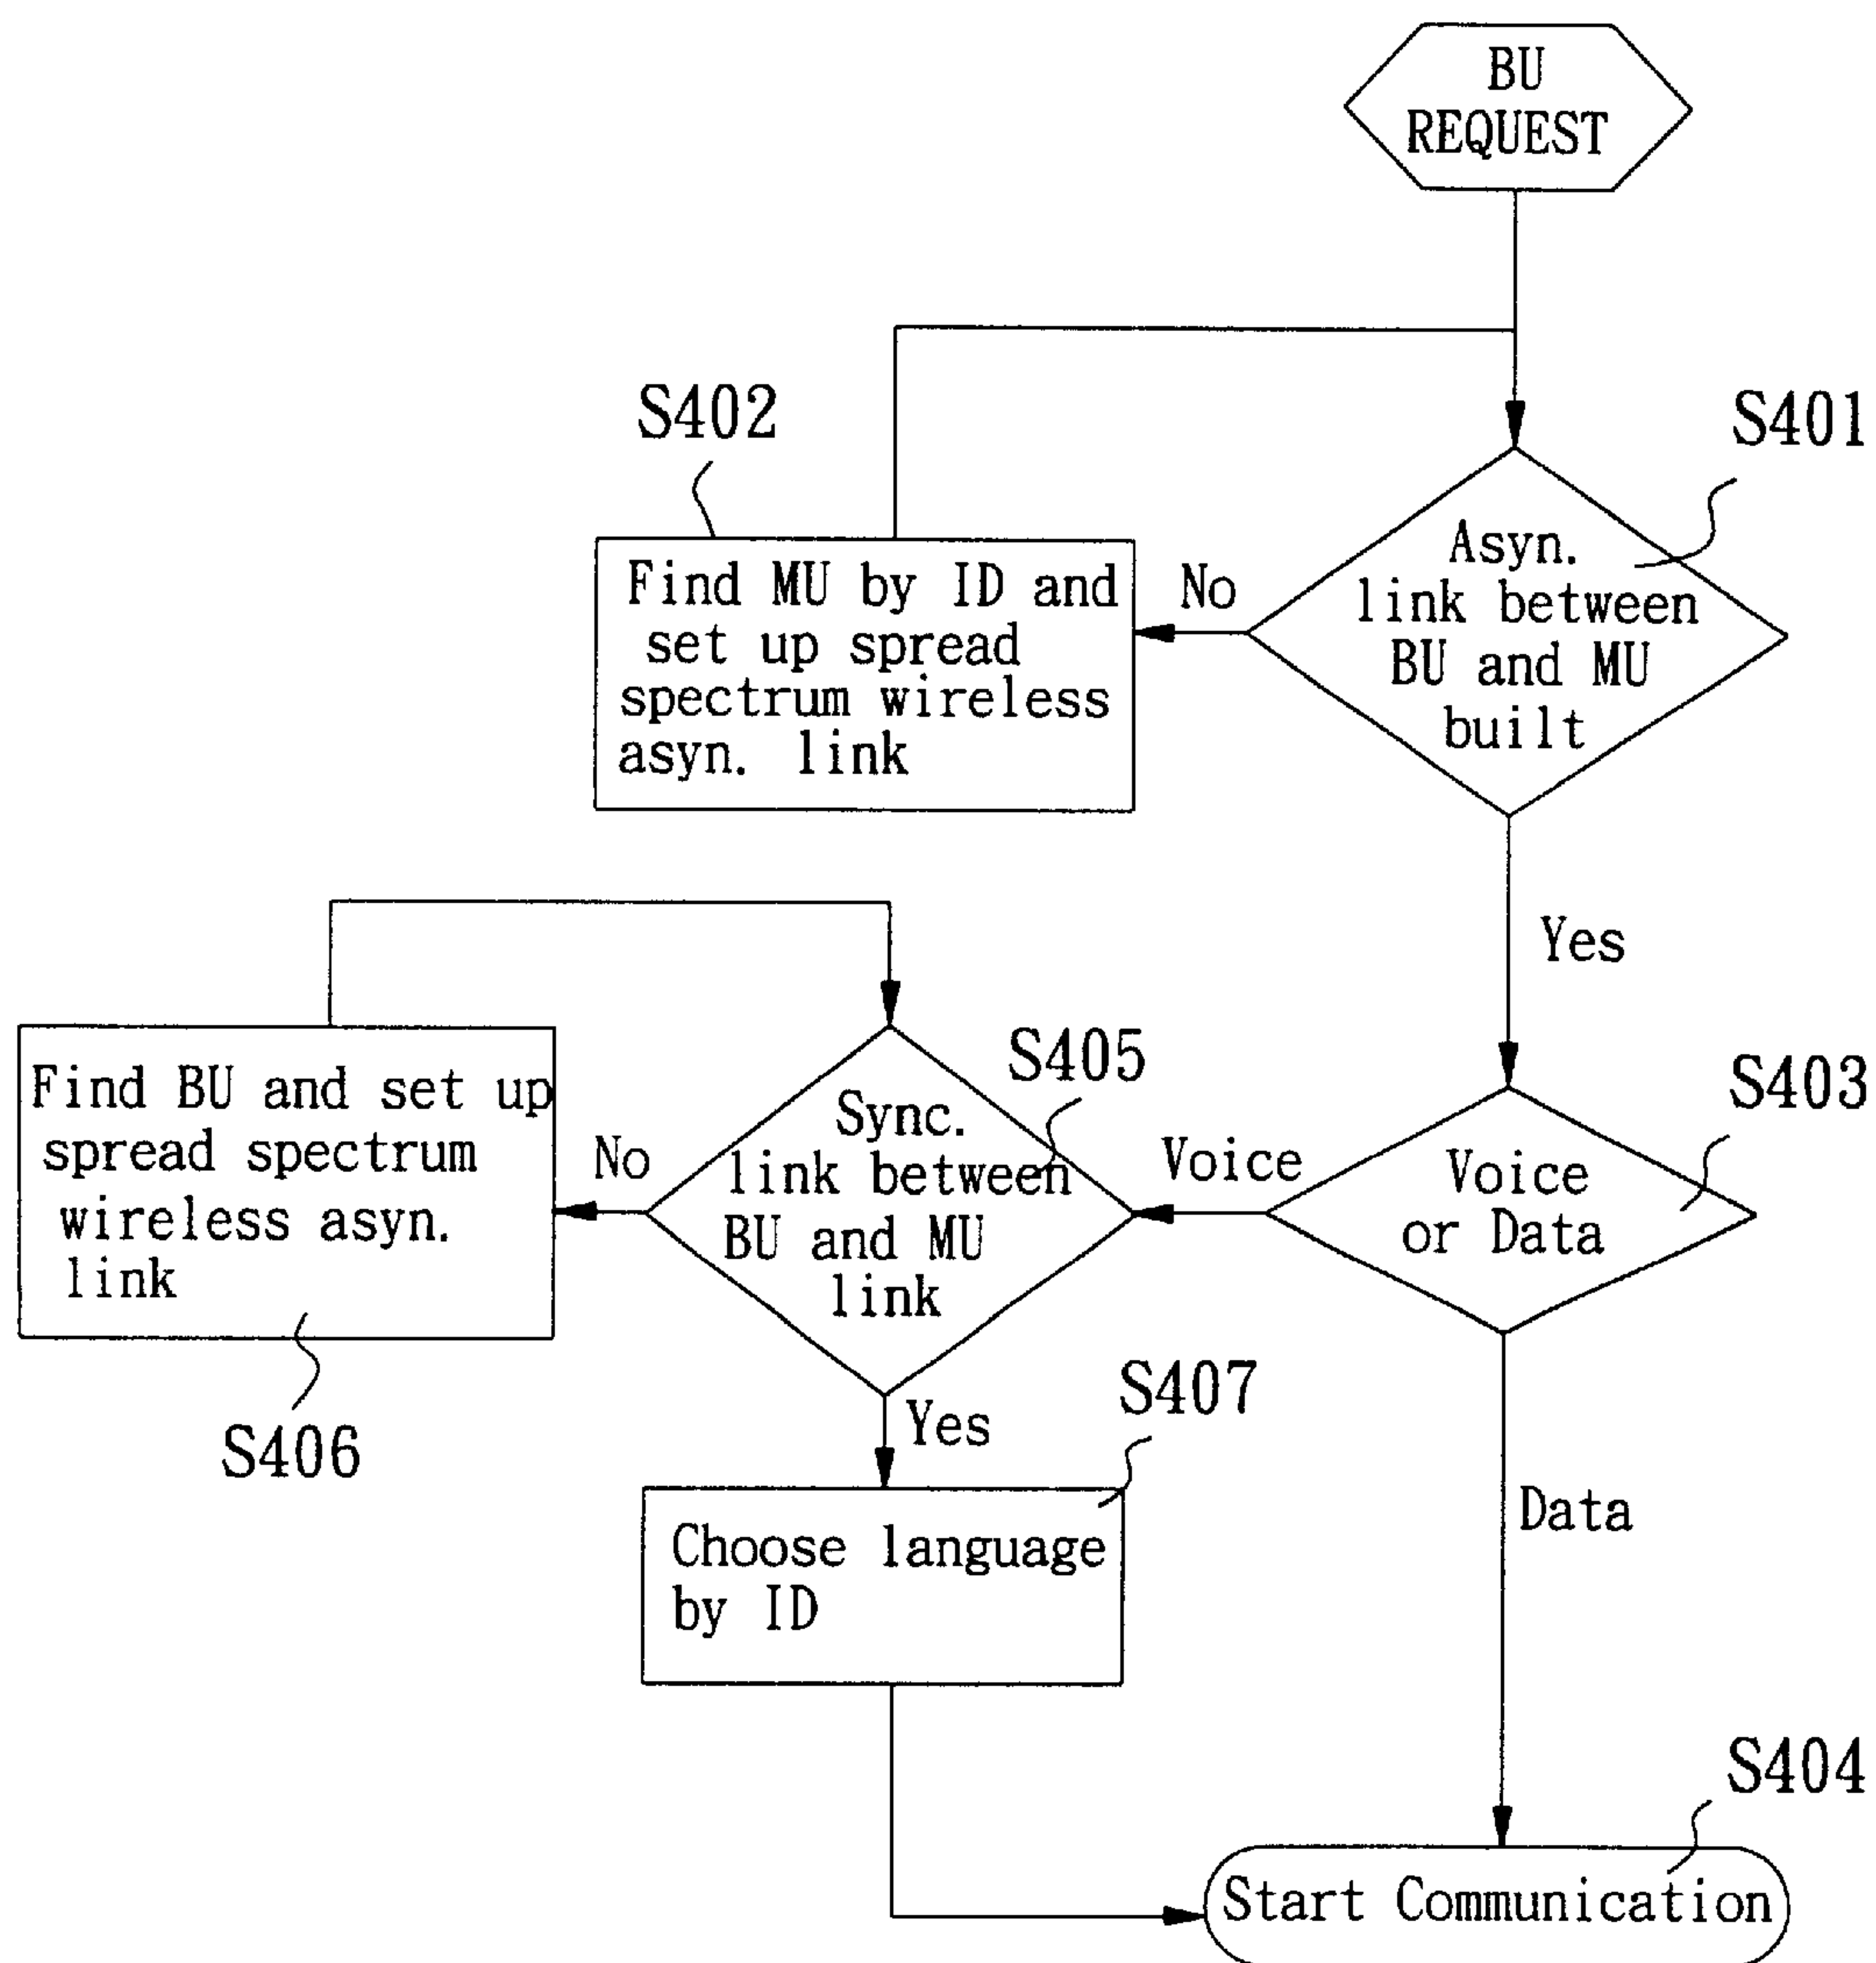 BU
REQUEST
S402
S401
Find MU by ID and
set up spread
spectrum wireless
asyn. link
No
Asyn.
link between
BU and MU
built
Yes
S405
S403
Find BU and set up
spread spectrum
wireless asyn.
link
No
Sync.
link between
BU and MU
link
Voice
Voice
or Data
S406
Yes
S407
Choose language
by ID
Data
S404
Start Communication